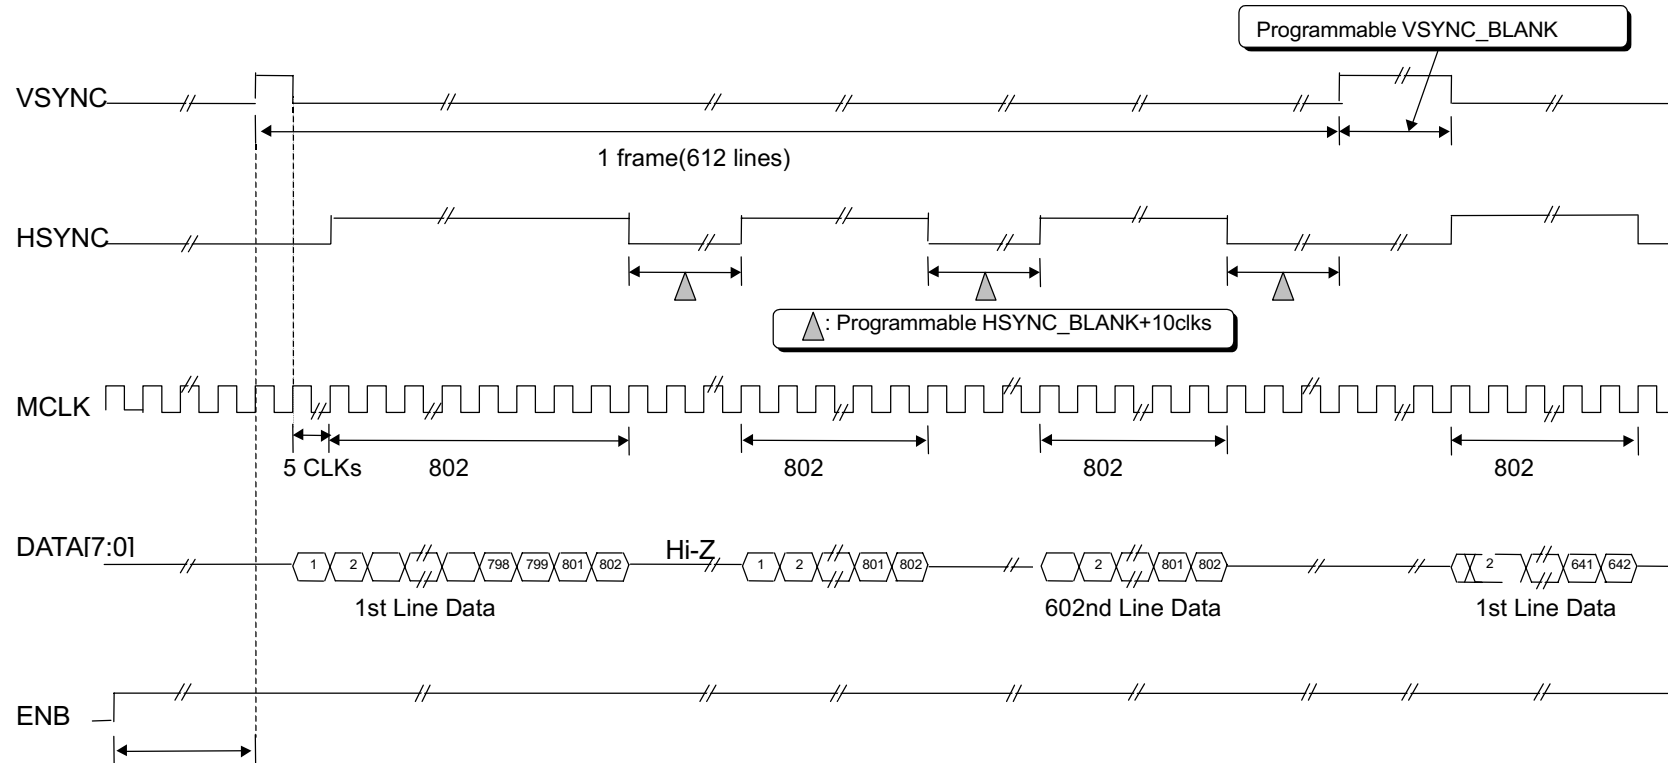 Programmable VSYNC_BLANK
VSYNC
1 frame(612 lines)
HSYNC
: Programmable HSYNC_BLANK+10clks
MCLK
5 CLKs 802 802 802 802
DATA[7:0]
Hi-Z
1 2 798 799 801 802 1 2 801 802 2 801 802 2 641 642
1st Line Data 602nd Line Data 1st Line Data
ENB